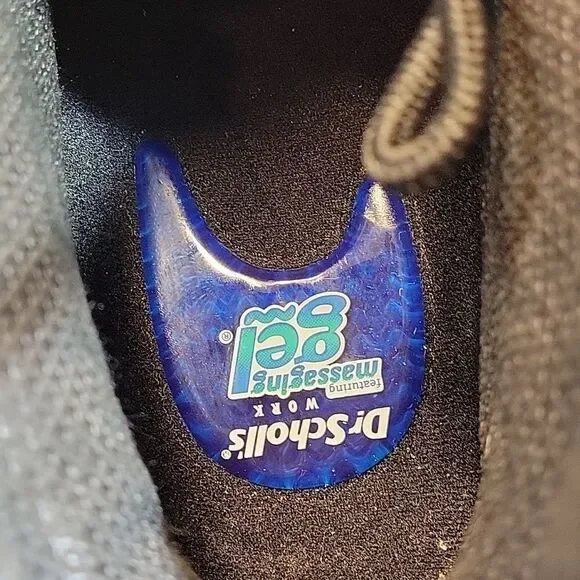 Dr.Scholl's®
WORK
featuring
massaging
gel®